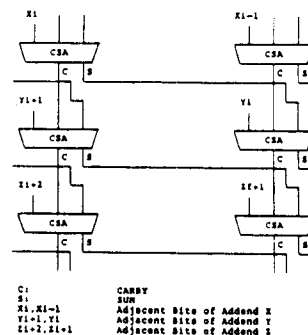 Xi Xi-1
CSA CSA
C S C S
Yi+1 Yi
CSA CSA
C S C S
Zi+2 Zi+1
CSA CSA
C S C S
C: CARRY
S: SUM
Xi,Xi-1 Adjacent Bits of Addend X
Yi+1,Yi Adjacent Bits of Addend Y
Zi+2,Zi+1 Adjacent Bits of Addend Z